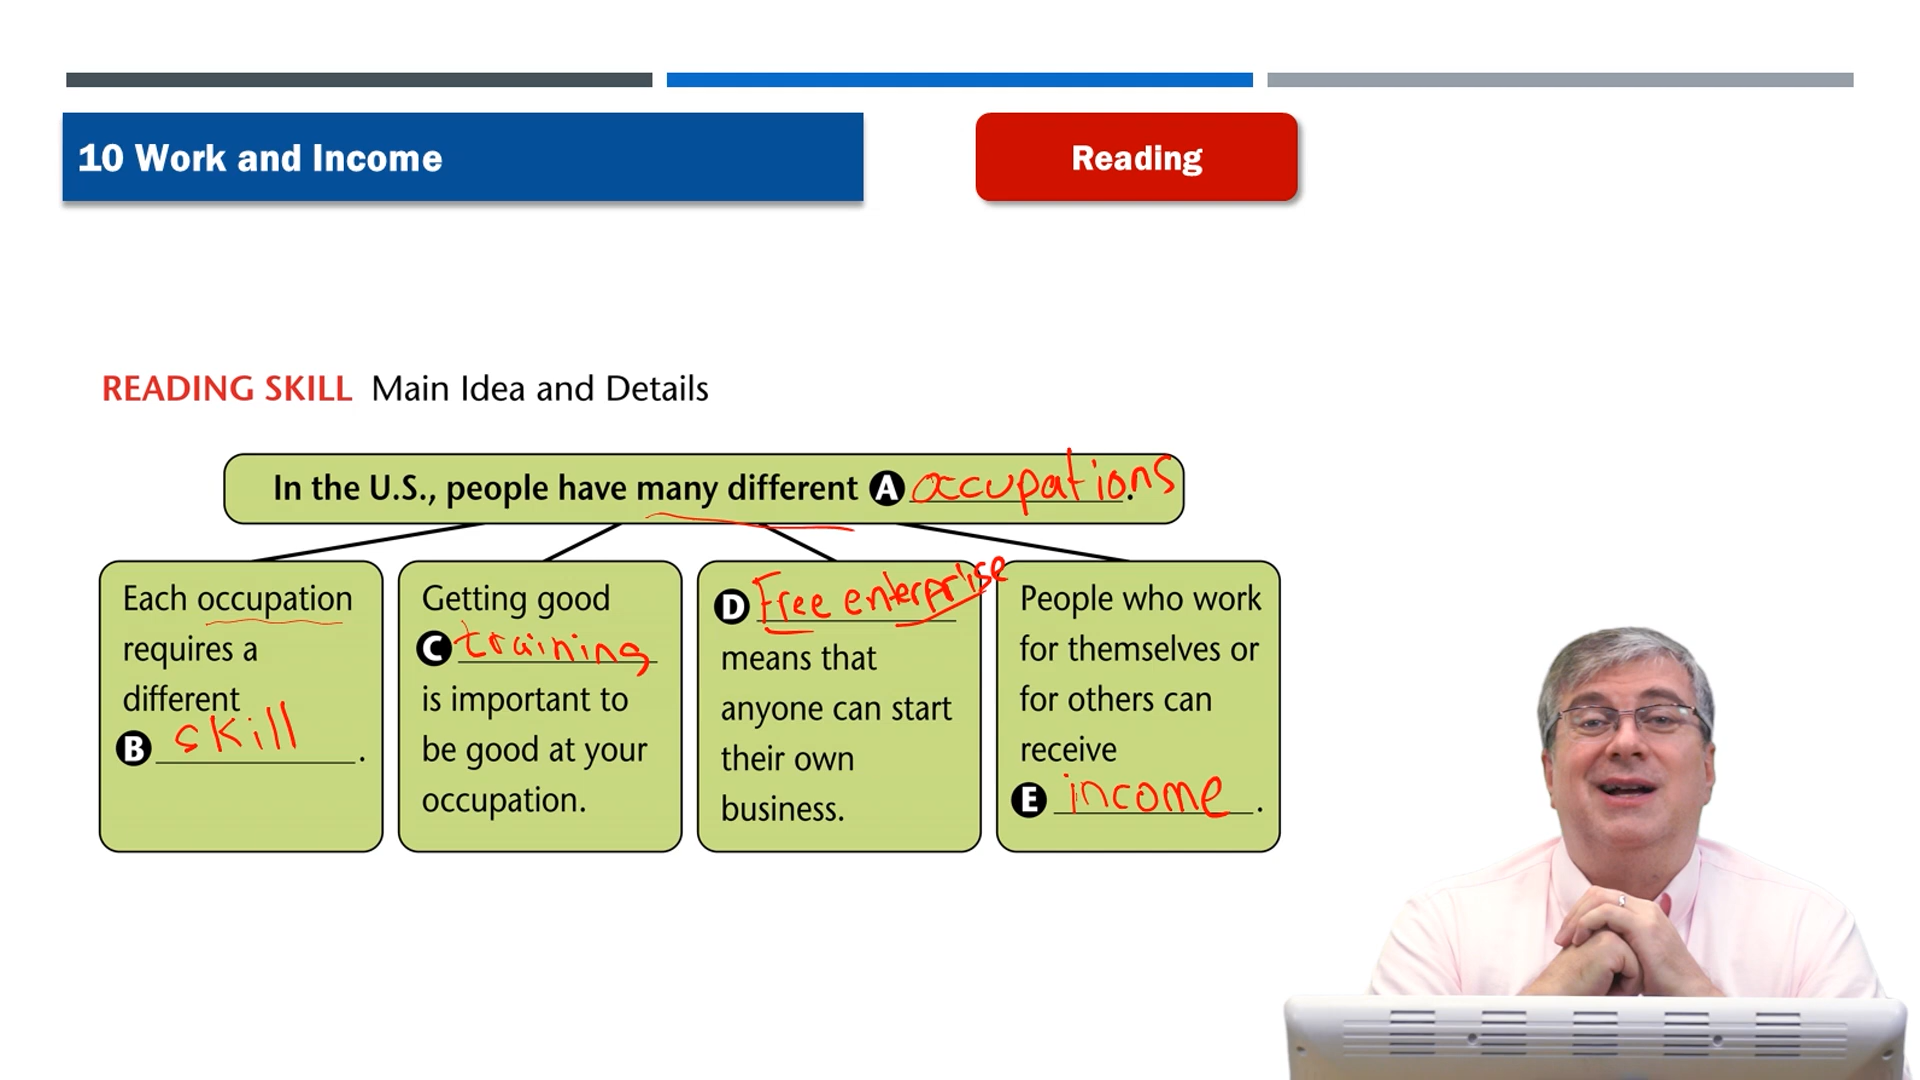 10 Work and Income
Reading
READING SKILL Main Idea and Details
In the U.S., people have many different A occupations.
Each occupation
requires a
different
B skill.
Getting good
C training
is important to
be good at your
occupation.
D Free enterprise
means that
anyone can start
their own
business.
People who work
for themselves or
for others can
receive
E income.